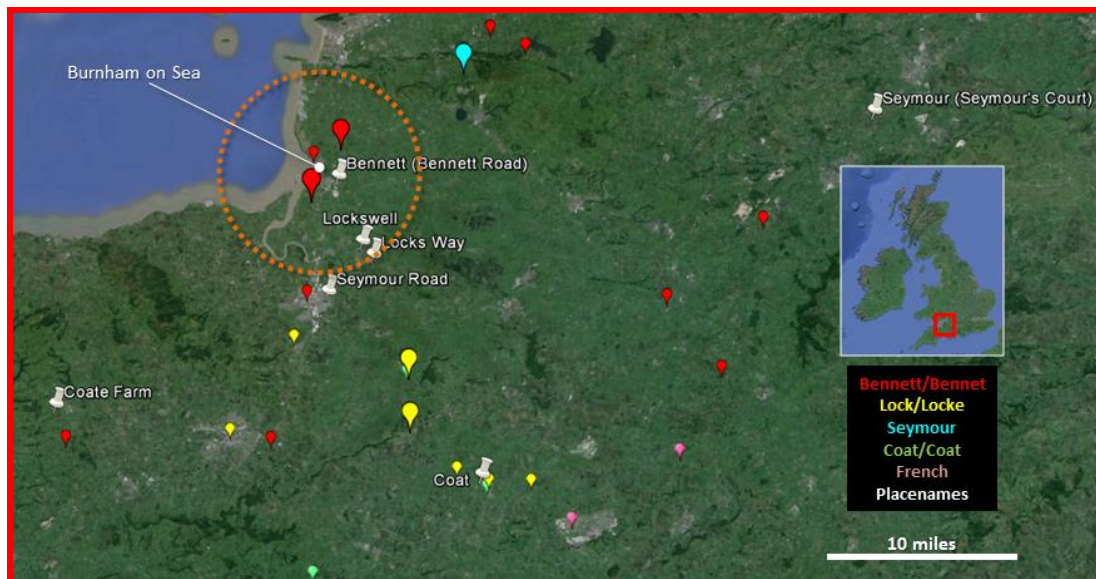 Burnham on Sea
Seymour (Seymour's Court)
Bennett (Bennett Road)
Lockswell
Locks Way
Seymour Road
Coate Farm
Coat
Bennett/Bennet
Lock/Locke
Seymour
Coat/Coat
French
Placenames
10 miles